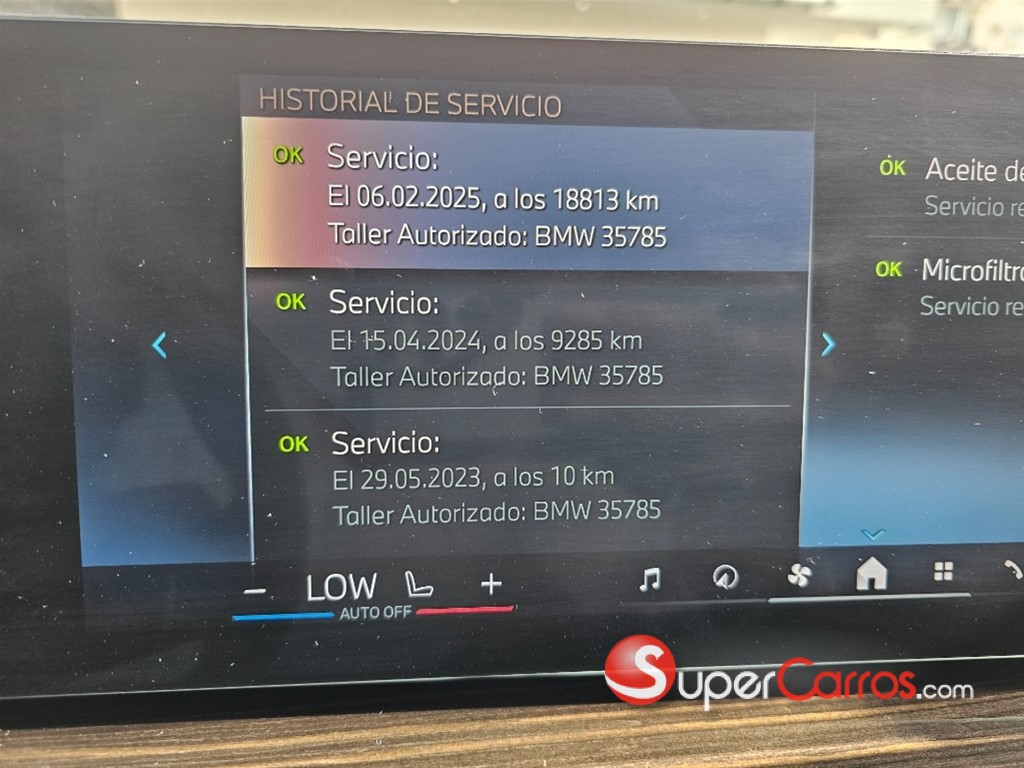 HISTORIAL DE SERVICIO
OK Servicio:
El 06.02.2025, a los 18813 km
Taller Autorizado: BMW 35785
OK Servicio:
El 15.04.2024, a los 9285 km
Taller Autorizado: BMW 35785
OK Servicio:
El 29.05.2023, a los 10 km
Taller Autorizado: BMW 35785
OK Aceite de
Servicio re
OK Microfiltro
Servicio re
− LOW +
AUTO OFF
SuperCarros.com